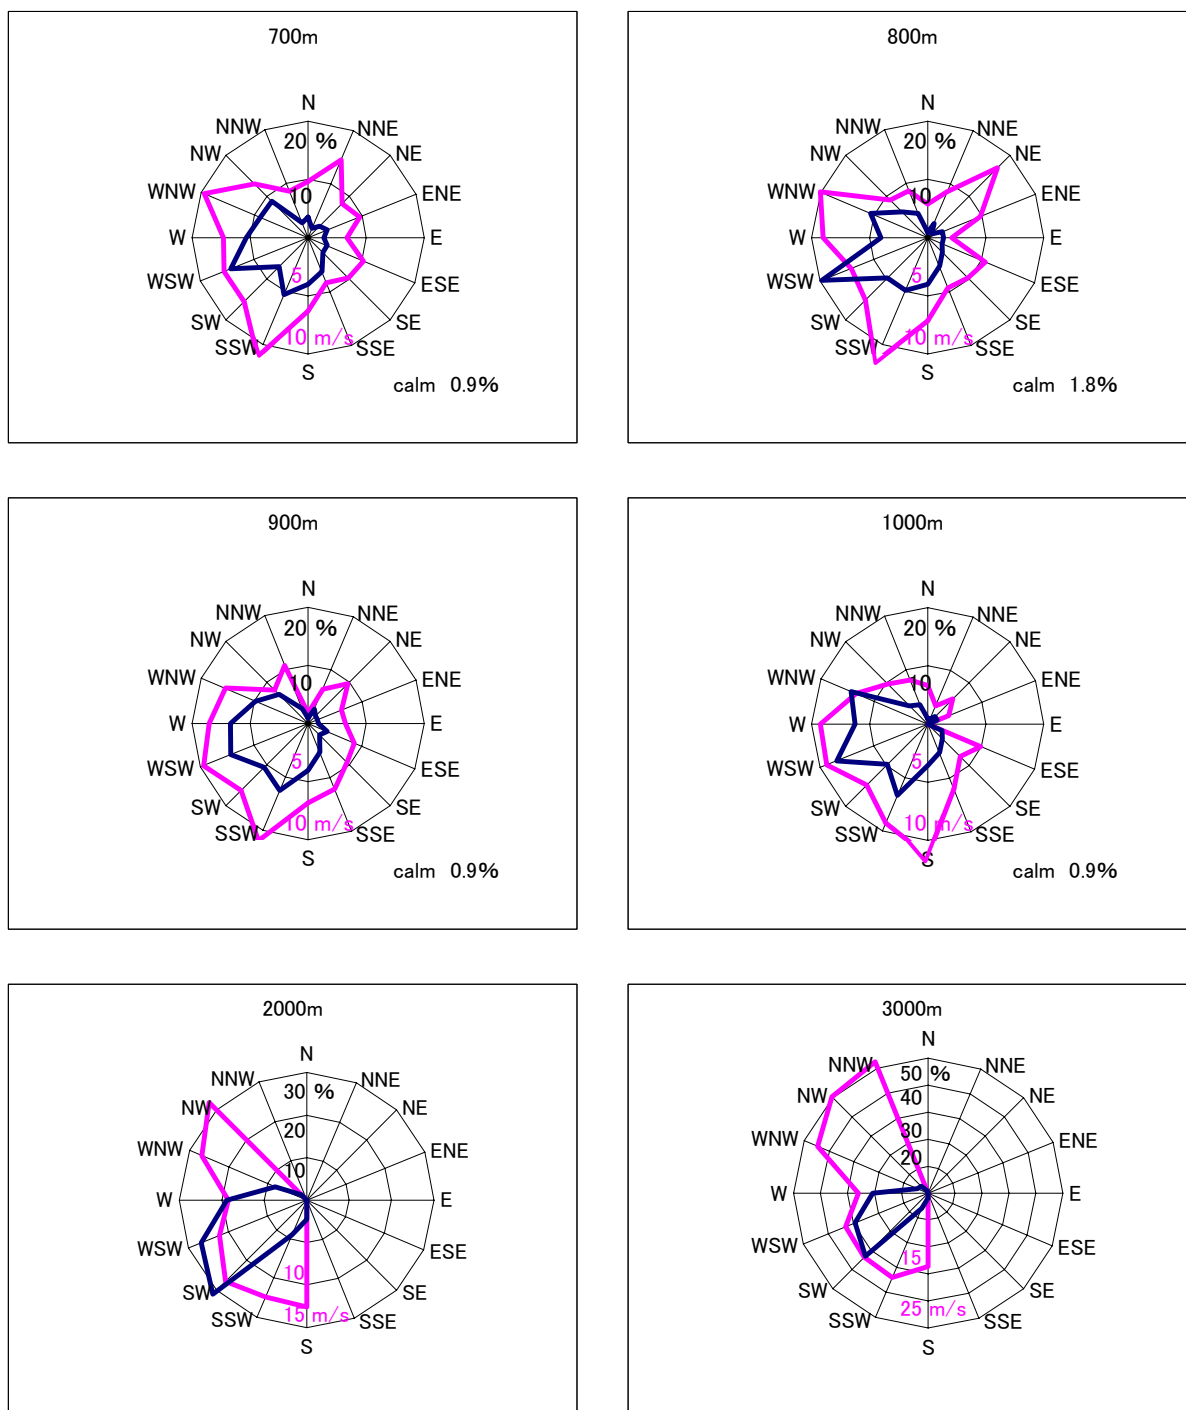 700m
N
NNW
NNE
20 %
NW
NE
WNW
10
ENE
W
E
WSW
5
ESE
SW
SE
SSW
10 m/s
SSE
S
calm 0.9%
800m
N
NNW
NNE
20 %
NW
NE
WNW
10
ENE
W
E
WSW
5
ESE
SW
SE
SSW
10 m/s
SSE
S
calm 1.8%
900m
N
NNW
NNE
20 %
NW
NE
WNW
10
ENE
W
E
WSW
5
ESE
SW
SE
SSW
10 m/s
SSE
S
calm 0.9%
1000m
N
NNW
NNE
20 %
NW
NE
WNW
10
ENE
W
E
WSW
5
ESE
SW
SE
SSW
10 m/s
SSE
S
calm 0.9%
2000m
N
NNW
NNE
30 %
NW
NE
20
WNW
ENE
10
W
E
WSW
ESE
10
SW
SE
SSW
15 m/s
SSE
S
3000m
N
NNW
NNE
50 %
NW
NE
40
WNW
30
ENE
20
W
E
WSW
ESE
15
SW
SE
25 m/s
SSW
SSE
S